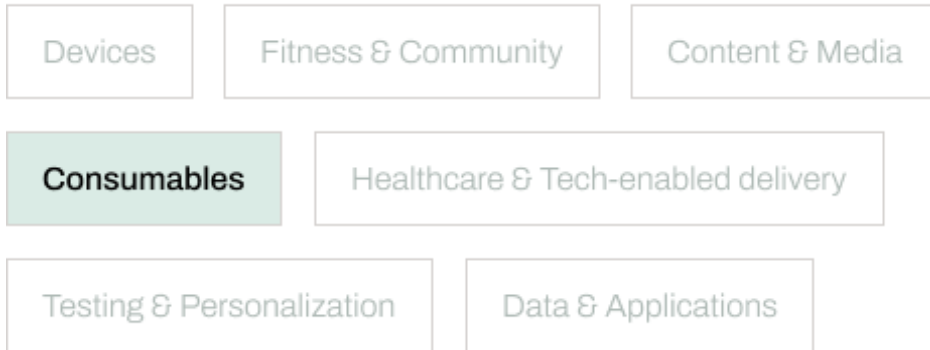 Devices Fitness & Community Content & Media
Consumables Healthcare & Tech-enabled delivery
Testing & Personalization Data & Applications